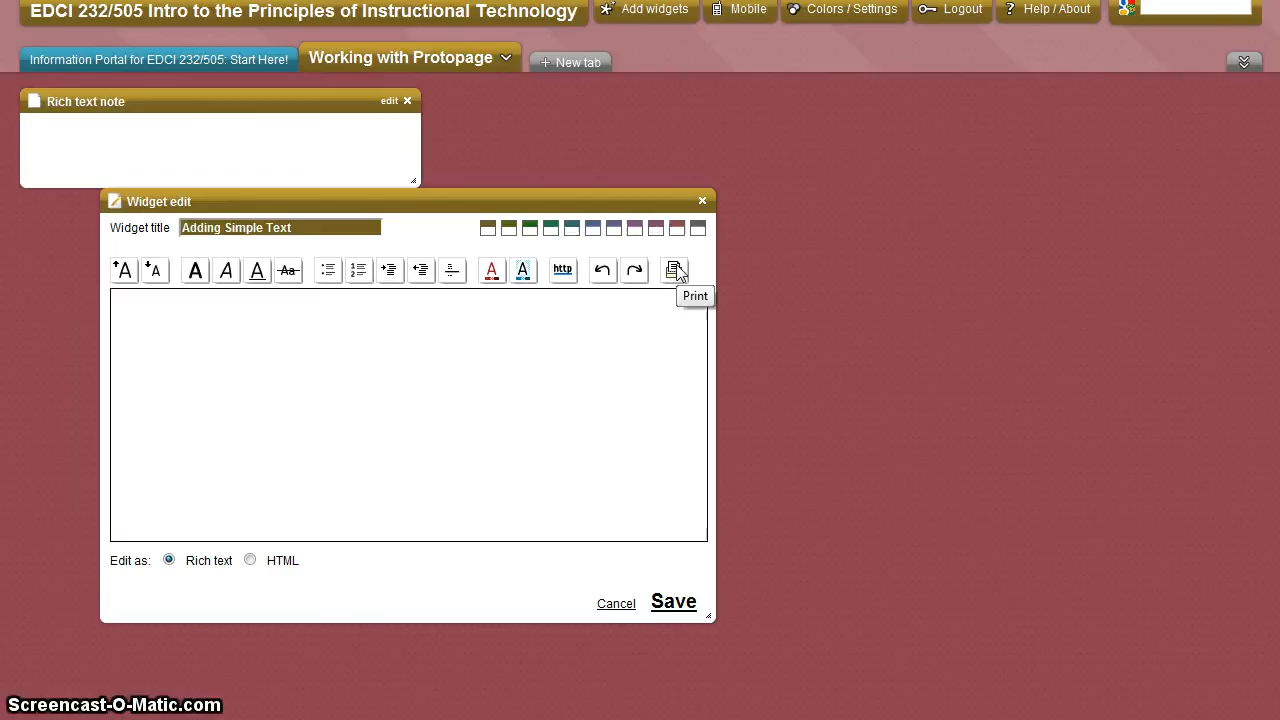 EDCI 232/505 Intro to the Principles of Instructional Technology
Add widgets
Mobile
Colors / Settings
Logout
? Help / About
Information Portal for EDCI 232/505: Start Here!
Working with Protopage
+ New tab
Rich text note
edit
Widget edit
Widget title
Adding Simple Text
A A A A A Aa A A http
Print
Edit as:
Rich text
HTML
Cancel
Save
Screencast-O-Matic.com